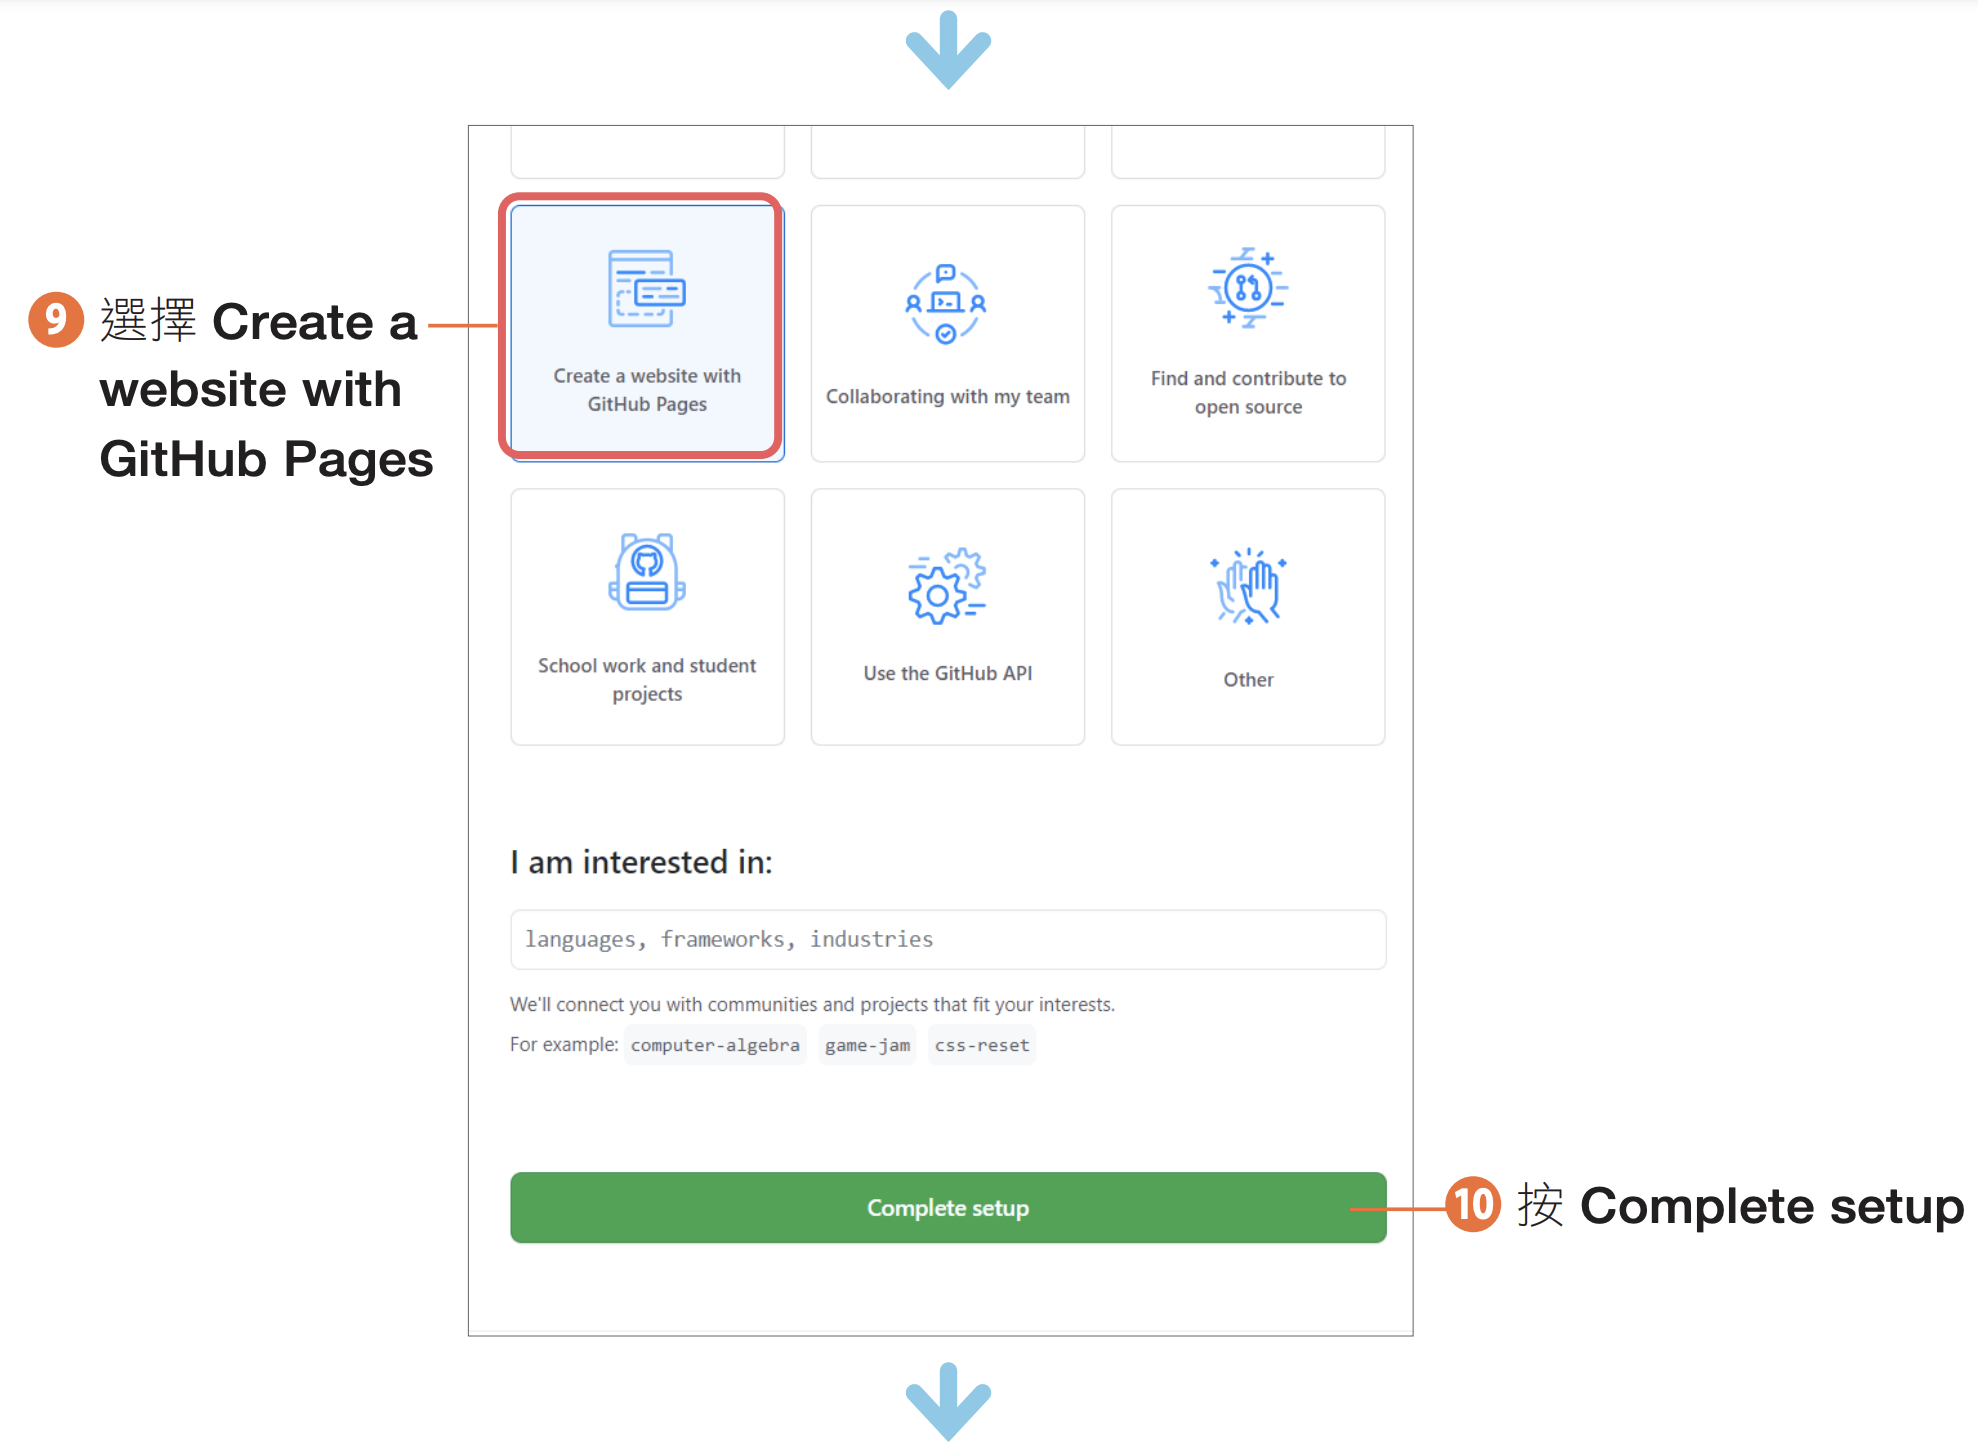 9 選擇 Create a
website with
GitHub Pages
Create a website with
GitHub Pages
Collaborating with my team
Find and contribute to
open source
School work and student
projects
Use the GitHub API
Other
I am interested in:
languages, frameworks, industries
We'll connect you with communities and projects that fit your interests.
For example: computer-algebra game-jam css-reset
Complete setup
10 按 Complete setup